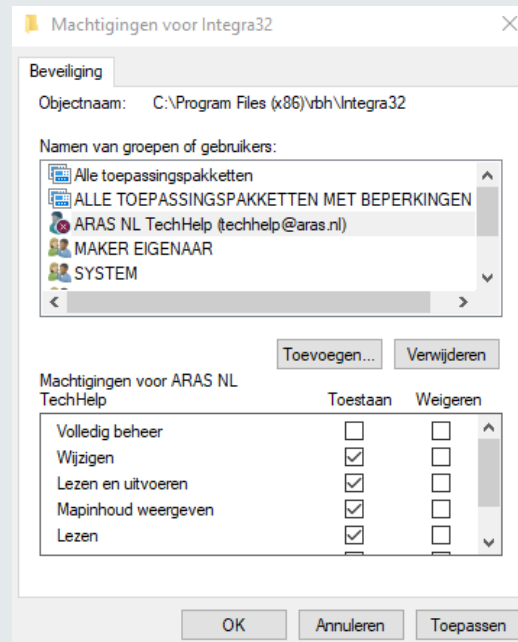 Machtigingen voor Integra32
Beveiliging
Objectnaam: C:\Program Files (x86)\rbh\Integra32
Namen van groepen of gebruikers:
Alle toepassingspakketten
ALLE TOEPASSINGSPAKKETTEN MET BEPERKINGEN
ARAS NL TechHelp (techhelp@aras.nl)
MAKER EIGENAAR
SYSTEM
Toevoegen... Verwijderen
Machtigingen voor ARAS NL
TechHelp Toestaan Weigeren
Volledig beheer
Wijzigen
Lezen en uitvoeren
Mapinhoud weergeven
Lezen
OK Annuleren Toepassen